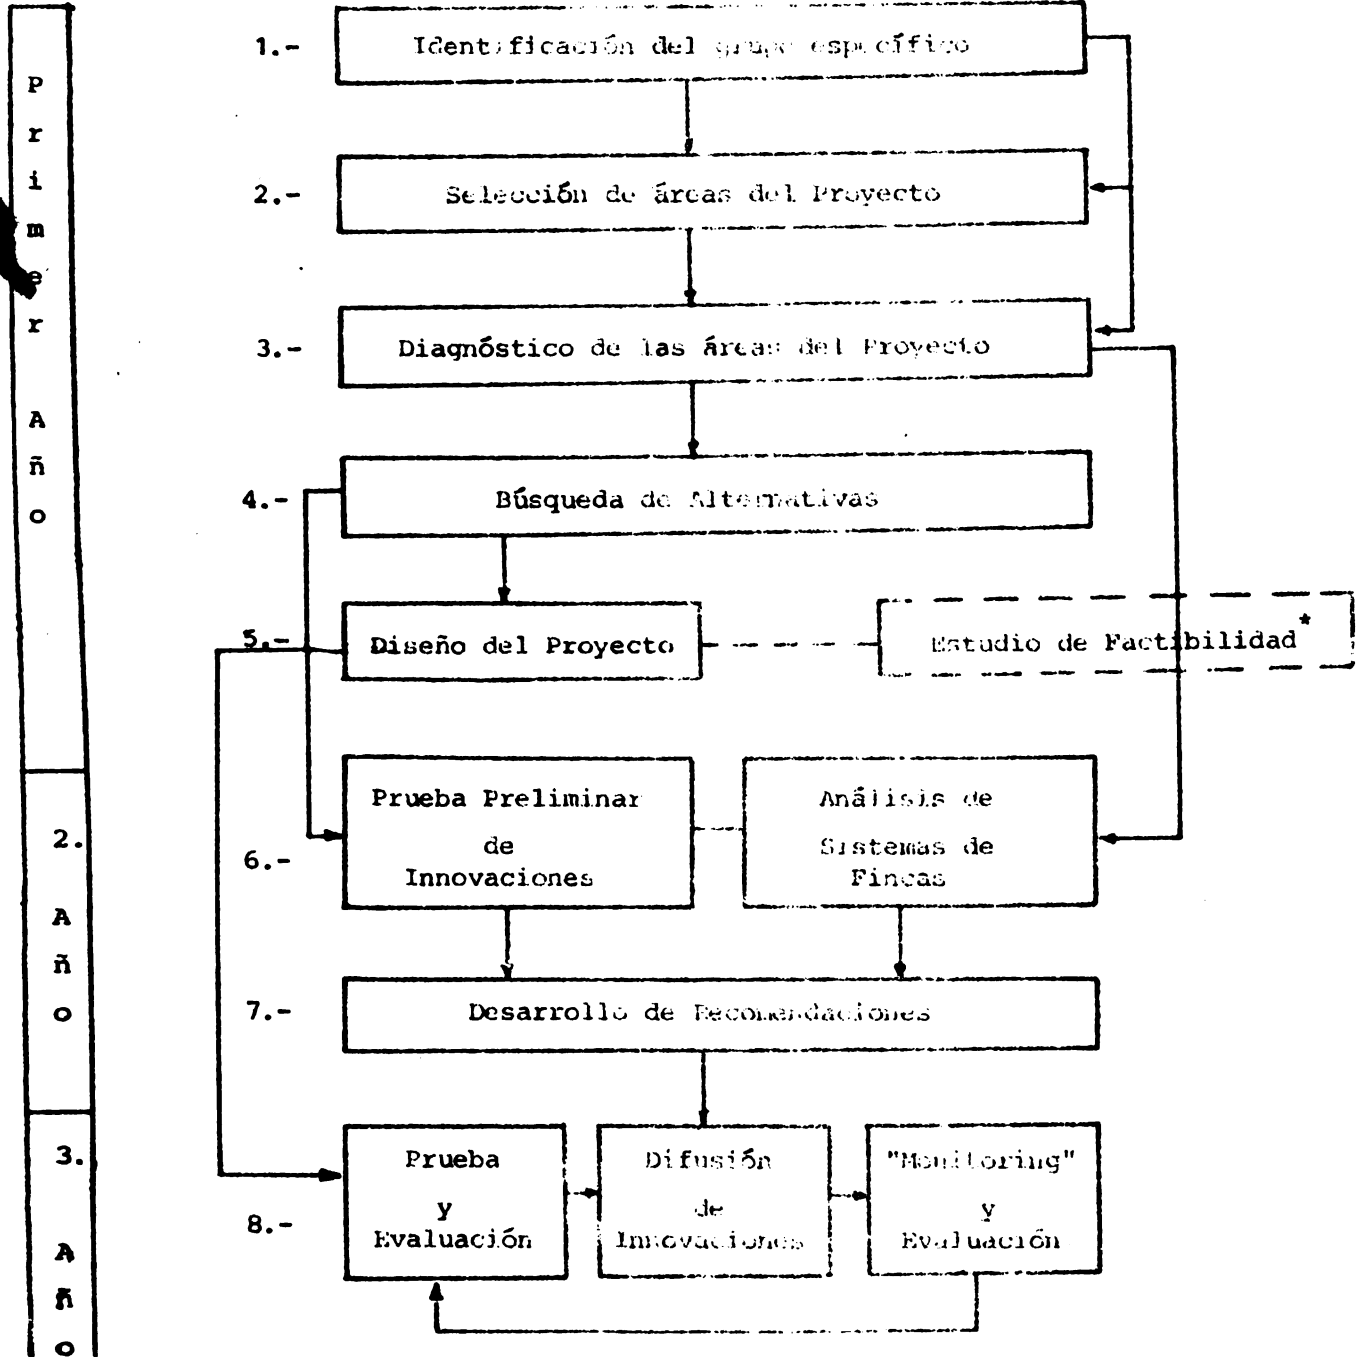 Primer Año
1.- Identificación del grupo específico
2.- Selección de áreas del Proyecto
3.- Diagnóstico de las áreas del Proyecto
4.- Búsqueda de Alternativas
5.- Diseño del Proyecto
Estudio de Factibilidad*
2. Año
6.-
Prueba Preliminar
de
Innovaciones
Análisis de
Sistemas de
Fincas
7.- Desarrollo de Recomendaciones
3. Año
8.-
Prueba
y
Evaluación
Difusión
de
Innovaciones
"Monitoring"
y
Evaluación